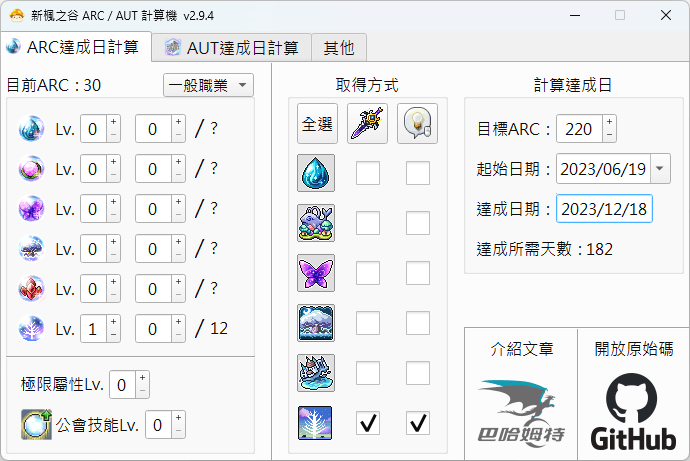 新楓之谷 ARC / AUT 計算機 v2.9.4
ARC達成日計算
AUT達成日計算
其他
目前ARC : 30
一般職業
Lv. 0 0 / ?
Lv. 0 0 / ?
Lv. 0 0 / ?
Lv. 0 0 / ?
Lv. 0 0 / ?
Lv. 1 0 / 12
極限屬性Lv. 0
公會技能Lv. 0
取得方式
全選
計算達成日
目標ARC : 220
起始日期 : 2023/06/19
達成日期 : 2023/12/18
達成所需天數 : 182
介紹文章
巴哈姆特
開放原始碼
GitHub